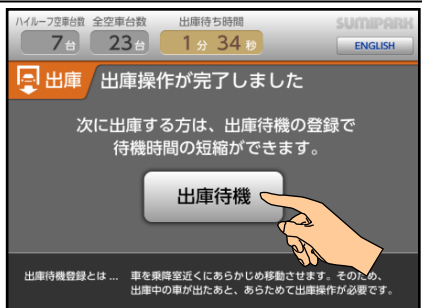 ハイルーフ空車台数 全空車台数 出庫待ち時間 SUMIPARK
7台 23台 1分 34秒 ENGLISH
出庫 出庫操作が完了しました
次に出庫する方は、出庫待機の登録で
待機時間の短縮ができます。
出庫待機
出庫待機登録とは… 車を乗降室近くにあらかじめ移動させます。そのため、
出庫中の車が出たあと、あらためて出庫操作が必要です。